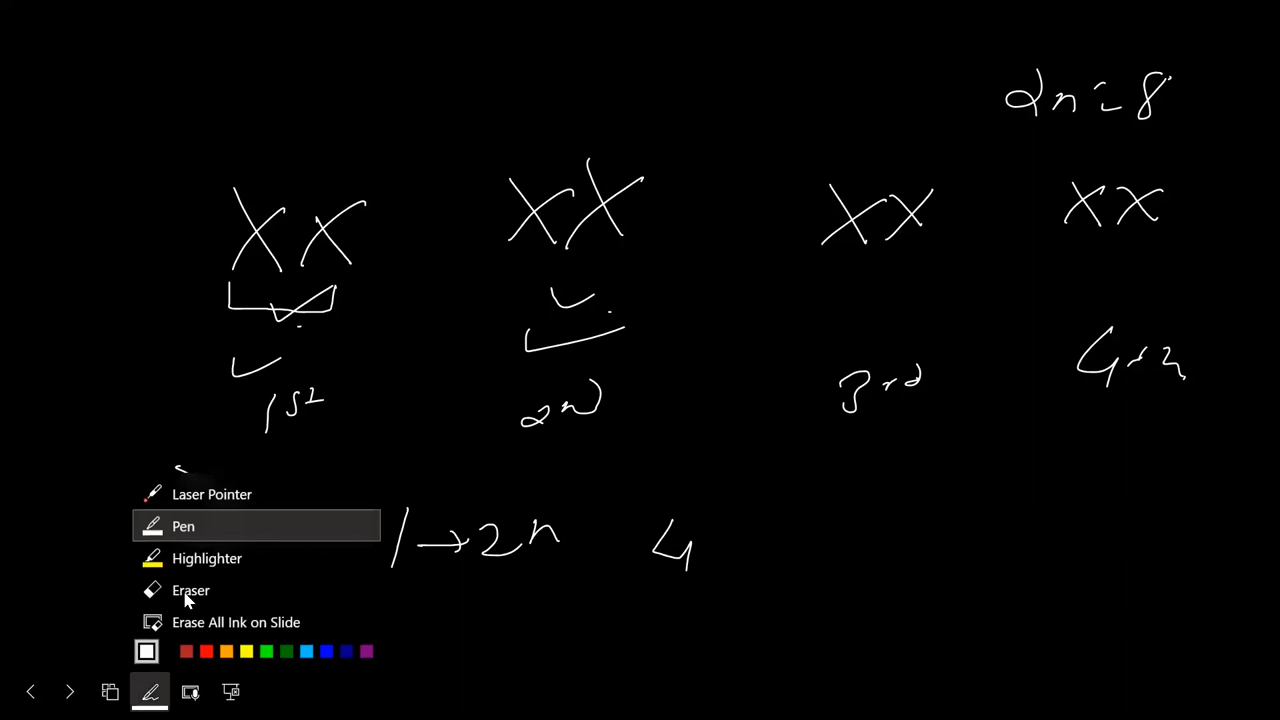 2n = 8
XX XX XX XX
1st 2n 3rd 4th
Laser Pointer
Pen
1 → 2n 4
Highlighter
Eraser
Erase All Ink on Slide